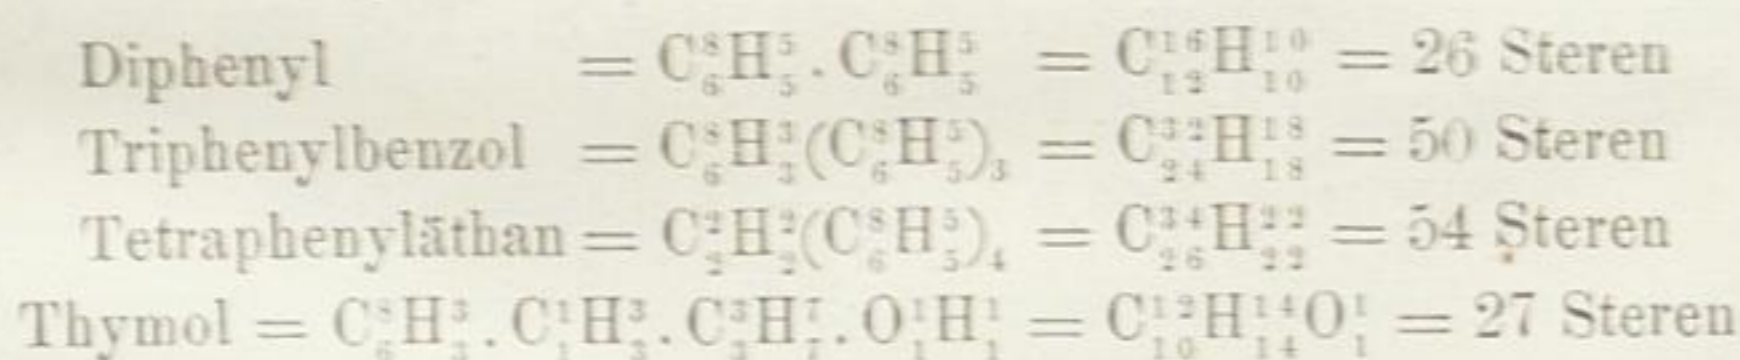 Diphenyl = C⁸₆H⁵₅ . C⁸₆H⁵₅ = C¹⁶₁₂H¹⁰₁₀ = 26 Steren
Triphenylbenzol = C⁸₆H³₃(C⁸₆H⁵₅)₃ = C³²₂₄H¹⁸₁₈ = 50 Steren
Tetraphenyläthan = C²₂H²₂(C⁸₆H⁵₅)₄ = C³⁴₂₆H²²₂₂ = 54 Steren
Thymol = C⁸₆H³₃ . C¹₁H³₃ . C³₃H⁷₇ . O¹₁H¹₁ = C¹²₁₀H¹⁴₁₄O¹₁ = 27 Steren